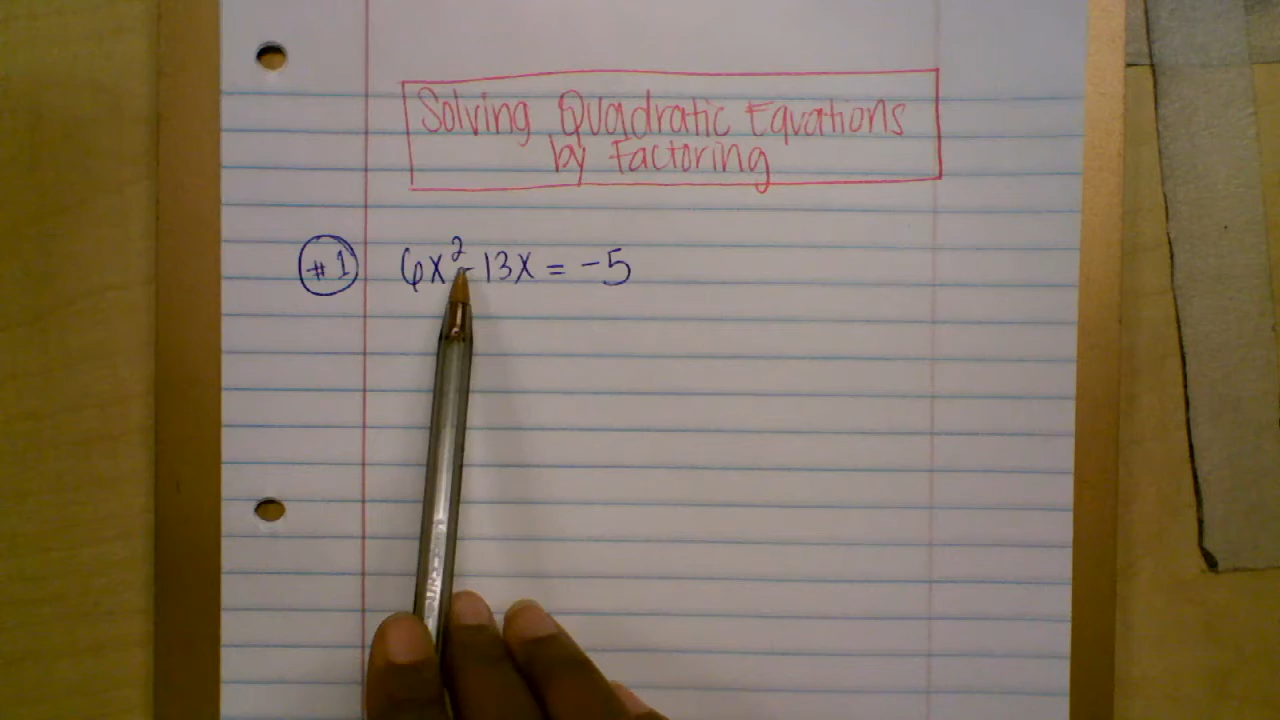 Solving Quadratic Equations
by Factoring
#1 6x² - 13x = -5